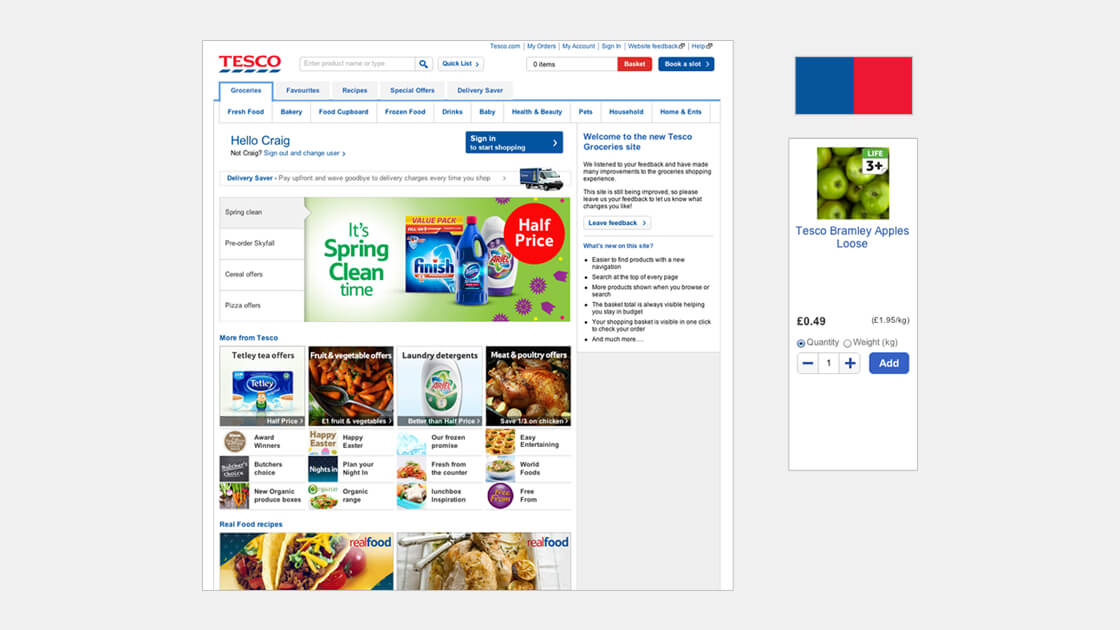 Tesco.com | My Orders | My Account | Sign In | Website feedback | Help
TESCO
Enter product name or type
Quick List
0 items
Basket
Book a slot
Groceries
Favourites
Recipes
Special Offers
Delivery Saver
Fresh Food
Bakery
Food Cupboard
Frozen Food
Drinks
Baby
Health & Beauty
Pets
Household
Home & Ents
Hello Craig
Not Craig? Sign out and change user
Sign in
to start shopping
Delivery Saver - Pay upfront and wave goodbye to delivery charges every time you shop
Spring clean
Pre-order Skyfall
Cereal offers
Pizza offers
It's
Spring
Clean
time
VALUE PACK
finish
ARIEL
Half
Price
Welcome to the new Tesco
Groceries site
We listened to your feedback and have made
many improvements to the groceries shopping
experience.
This site is still being improved, so please
leave us your feedback to let us know what
changes you like!
Leave feedback
What's new on this site?
Easier to find products with a new
navigation
Search at the top of every page
More products shown when you browse or
search
The basket total is always visible helping
you stay in budget
Your shopping basket is visible in one click
to check your order
And much more....
More from Tesco
Tetley tea offers
Tetley
Half Price
Fruit & vegetable offers
£1 fruit & vegetables
Laundry detergents
ARIEL
Better than Half Price
Meat & poultry offers
Save 1/3 on chicken
Award
Winners
Happy
Easter
Happy
Easter
Our frozen
promise
Easy
Entertaining
Butcher's
Choice
Butchers
choice
Nights in
Plan your
Night In
Fresh from
the counter
World
Foods
New Organic
produce boxes
Organic
Organic
range
lunchbox
Inspiration
Free
From
Free
From
Real Food recipes
realfood
realfood
LIFE
3+
Tesco Bramley Apples
Loose
£0.49
(£1.95/kg)
Quantity
Weight (kg)
1
Add